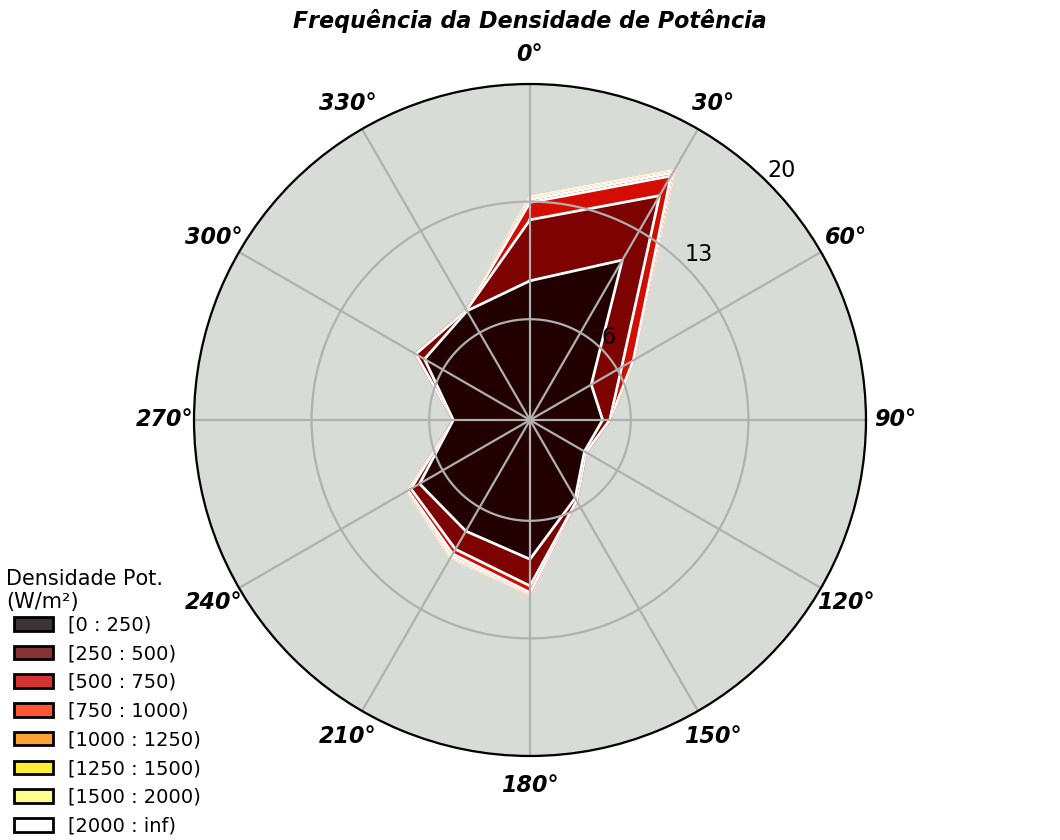 Frequência da Densidade de Potência
0°
330°
30°
20
300°
60°
13
6
270°
90°
240°
120°
210°
150°
180°
Densidade Pot.
(W/m²)
[0 : 250)
[250 : 500)
[500 : 750)
[750 : 1000)
[1000 : 1250)
[1250 : 1500)
[1500 : 2000)
[2000 : inf)